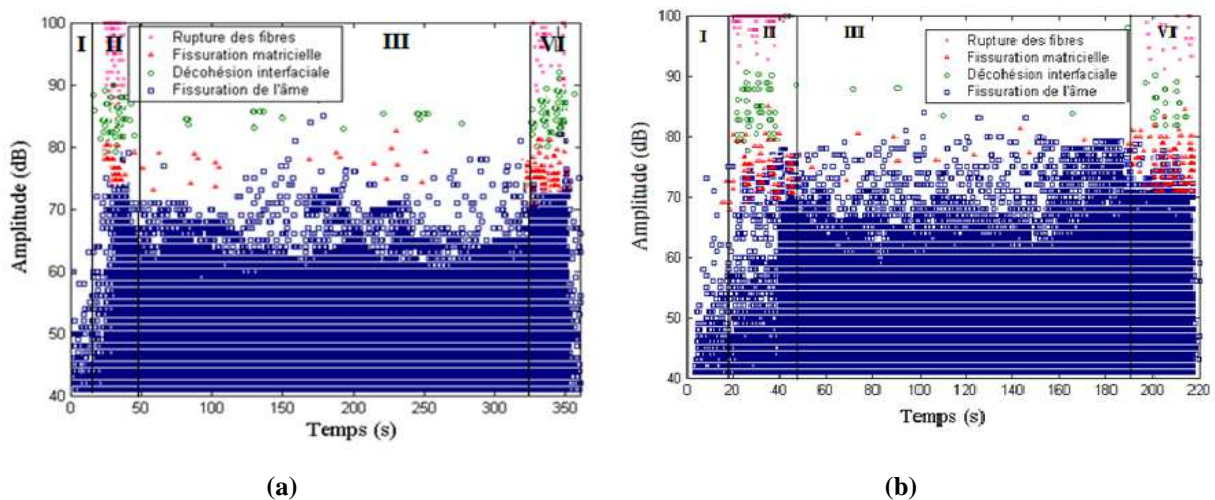 (a)
I II III VI
Rupture des fibres
Fissuration matricielle
Décohésion interfaciale
Fissuration de l'âme
Amplitude (dB)
100
90
80
70
60
50
40
0 50 100 150 200 250 300 350
Temps (s)
(a)
(b)
I II III VI
Rupture des fibres
Fissuration matricielle
Décohésion interfaciale
Fissuration de l'âme
Amplitude (dB)
100
90
80
70
60
50
40
0 20 40 60 80 100 120 140 160 180 200 220
Temps (s)
(b)